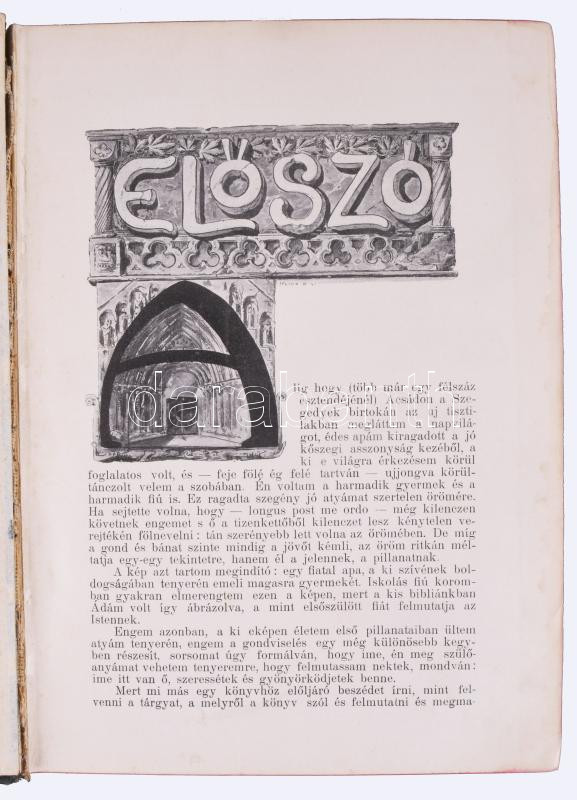 ELŐSZÓ
A
lig hogy (több már egy félszáz
esztendejénél) Acsádon a Sze-
gedyek birtokán az uj tiszti-
lakban megláttam a napvilá-
got, édes apám kiragadott a jó
kőszegi asszonyság kezéből, a
ki e világra érkezésem körül
foglalatos volt, és — feje fölé ég felé tartván — ujjongva körül-
tánczolt velem a szobában. Én voltam a harmadik gyermek és a
harmadik fiú is. Ez ragadta szegény jó atyámat szertelen örömére.
Ha sejtette volna, hogy — longus post me ordo — még kilenczen
követnek engemet s ő a tizenkettőből kilenczet lesz kénytelen ve-
rejtékén fölnevelni: tán szerényebb lett volna az örömében. De míg
a gond és bánat szinte mindig a jövőt kémli, az öröm ritkán mél-
tatja egy-egy tekintetre, hanem él a jelennek, a pillanatnak.
A kép azt tartom megindító: egy fiatal apa, a ki szívének bol-
dogságában tenyerén emeli magasra gyermekét. Iskolás fiú korom-
ban gyakran elmerengtem ezen a képen, mert a kis bibliánkban
Ádám volt így ábrázolva, a mint elsőszülött fiát felmutatja az
Istennek.
Engem azonban, a ki eképen életem első pillanataiban ültem
atyám tenyerén, engem a gondviselés még különösebb kegy-
ben részesít, sorsomat úgy formálván, hogy ime, én meg szülő-
anyámat vehetem tenyeremre, hogy felmutassam nektek, mondván:
ime itt van ő, szeressétek és gyönyörködjetek benne.
Mert mi más egy könyvhöz előljáró beszédet írni, mint fel-
venni a tárgyat, a melyről a könyv szól és felmutatni és megma-
darabanth